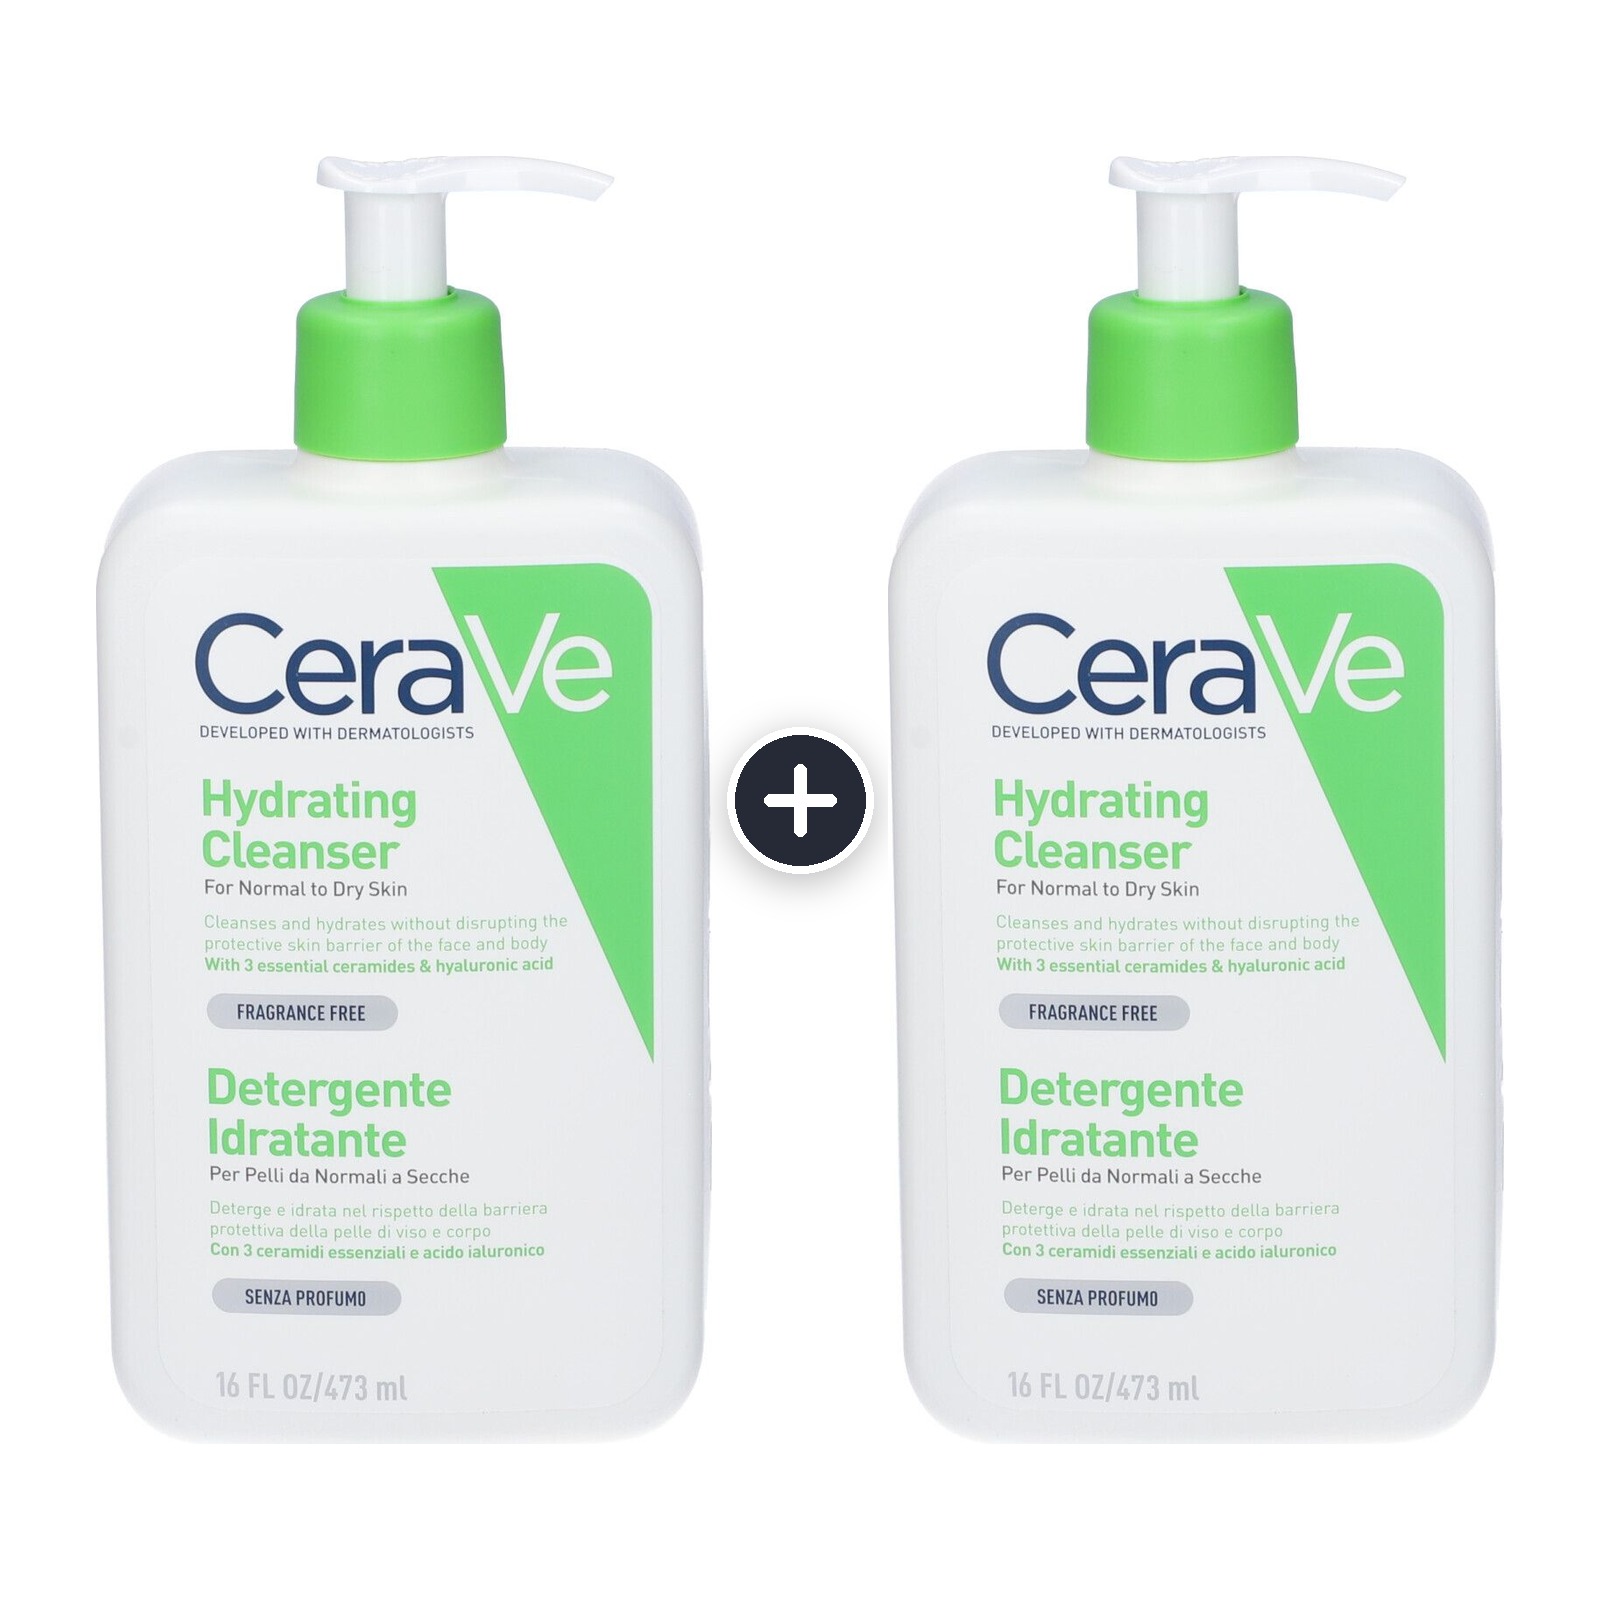 CeraVe
DEVELOPED WITH DERMATOLOGISTS
Hydrating
Cleanser
For Normal to Dry Skin
Cleanses and hydrates without disrupting the
protective skin barrier of the face and body
With 3 essential ceramides & hyaluronic acid
FRAGRANCE FREE
Detergente
Idratante
Per Pelli da Normali a Secche
Deterge e idrata nel rispetto della barriera
protettiva della pelle di viso e corpo
Con 3 ceramidi essenziali e acido ialuronico
SENZA PROFUMO
16 FL OZ/473 ml
CeraVe
DEVELOPED WITH DERMATOLOGISTS
Hydrating
Cleanser
For Normal to Dry Skin
Cleanses and hydrates without disrupting the
protective skin barrier of the face and body
With 3 essential ceramides & hyaluronic acid
FRAGRANCE FREE
Detergente
Idratante
Per Pelli da Normali a Secche
Deterge e idrata nel rispetto della barriera
protettiva della pelle di viso e corpo
Con 3 ceramidi essenziali e acido ialuronico
SENZA PROFUMO
16 FL OZ/473 ml